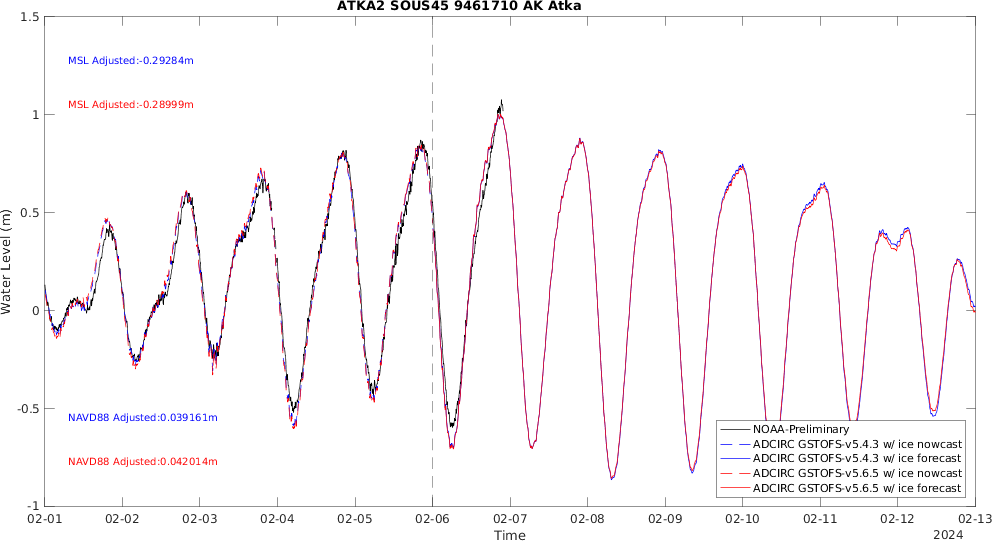 ATKA2 SOUS45 9461710 AK Atka
1.5
MSL Adjusted:-0.29284m
MSL Adjusted:-0.28999m
1
0.5
Water Level (m)
0
-0.5
NAVD88 Adjusted:0.039161m
NAVD88 Adjusted:0.042014m
NOAA-Preliminary
ADCIRC GSTOFS-v5.4.3 w/ ice nowcast
ADCIRC GSTOFS-v5.4.3 w/ ice forecast
ADCIRC GSTOFS-v5.6.5 w/ ice nowcast
ADCIRC GSTOFS-v5.6.5 w/ ice forecast
-1
02-01 02-02 02-03 02-04 02-05 02-06 02-07 02-08 02-09 02-10 02-11 02-12 02-13
Time
2024